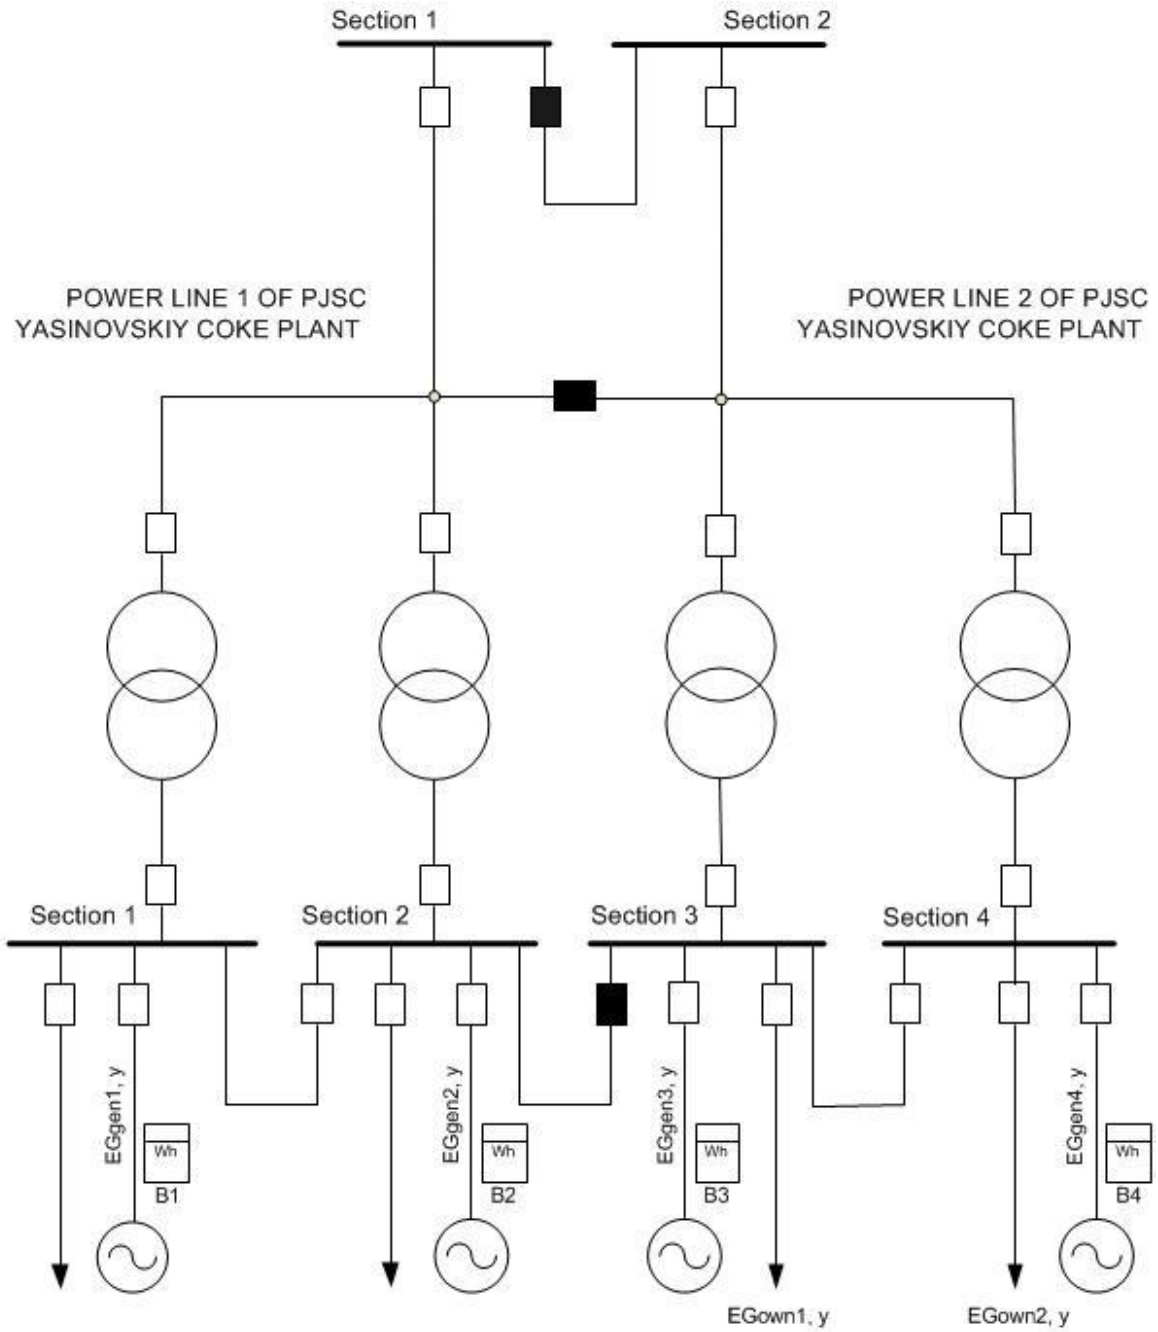 Section 1
Section 2
POWER LINE 1 OF PJSC
YASINOVSKIY COKE PLANT
POWER LINE 2 OF PJSC
YASINOVSKIY COKE PLANT
Section 1
Section 2
Section 3
Section 4
EGgen1, y
Wh
B1
EGgen2, y
Wh
B2
EGgen3, y
Wh
B3
EGgen4, y
Wh
B4
EGown1, y
EGown2, y